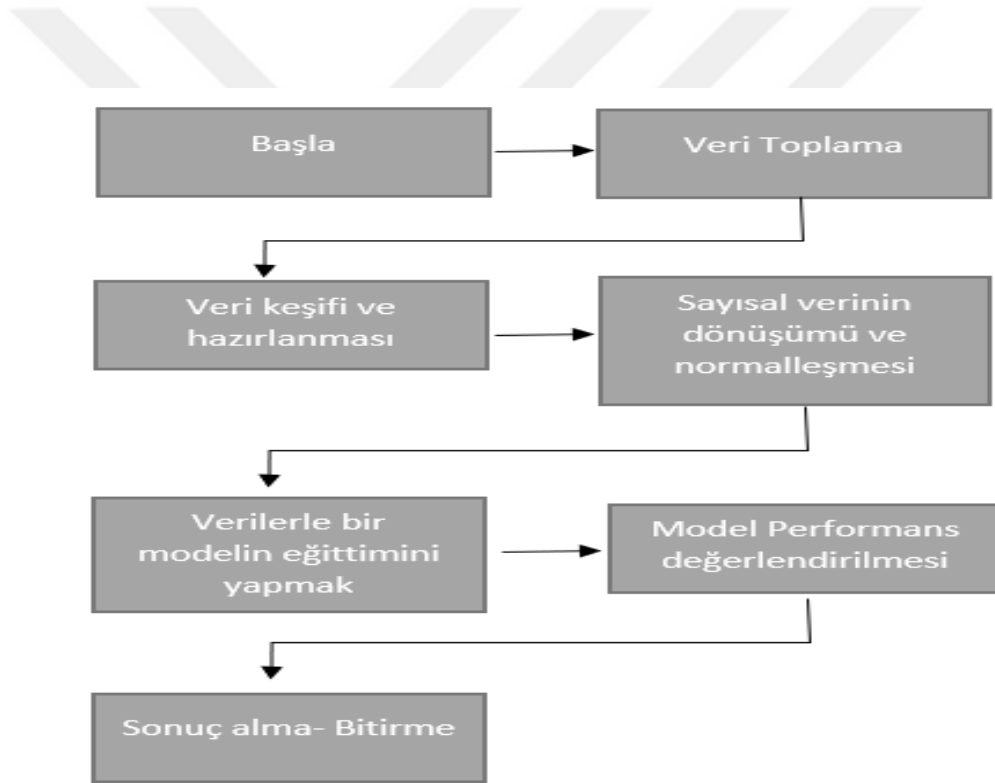 Başla
Veri Toplama
Veri keşifi ve
hazırlanması
Sayısal verinin
dönüşümü ve
normalleşmesi
Verilerle bir
modelin eğittimini
yapmak
Model Performans
değerlendirilmesi
Sonuç alma- Bitirme